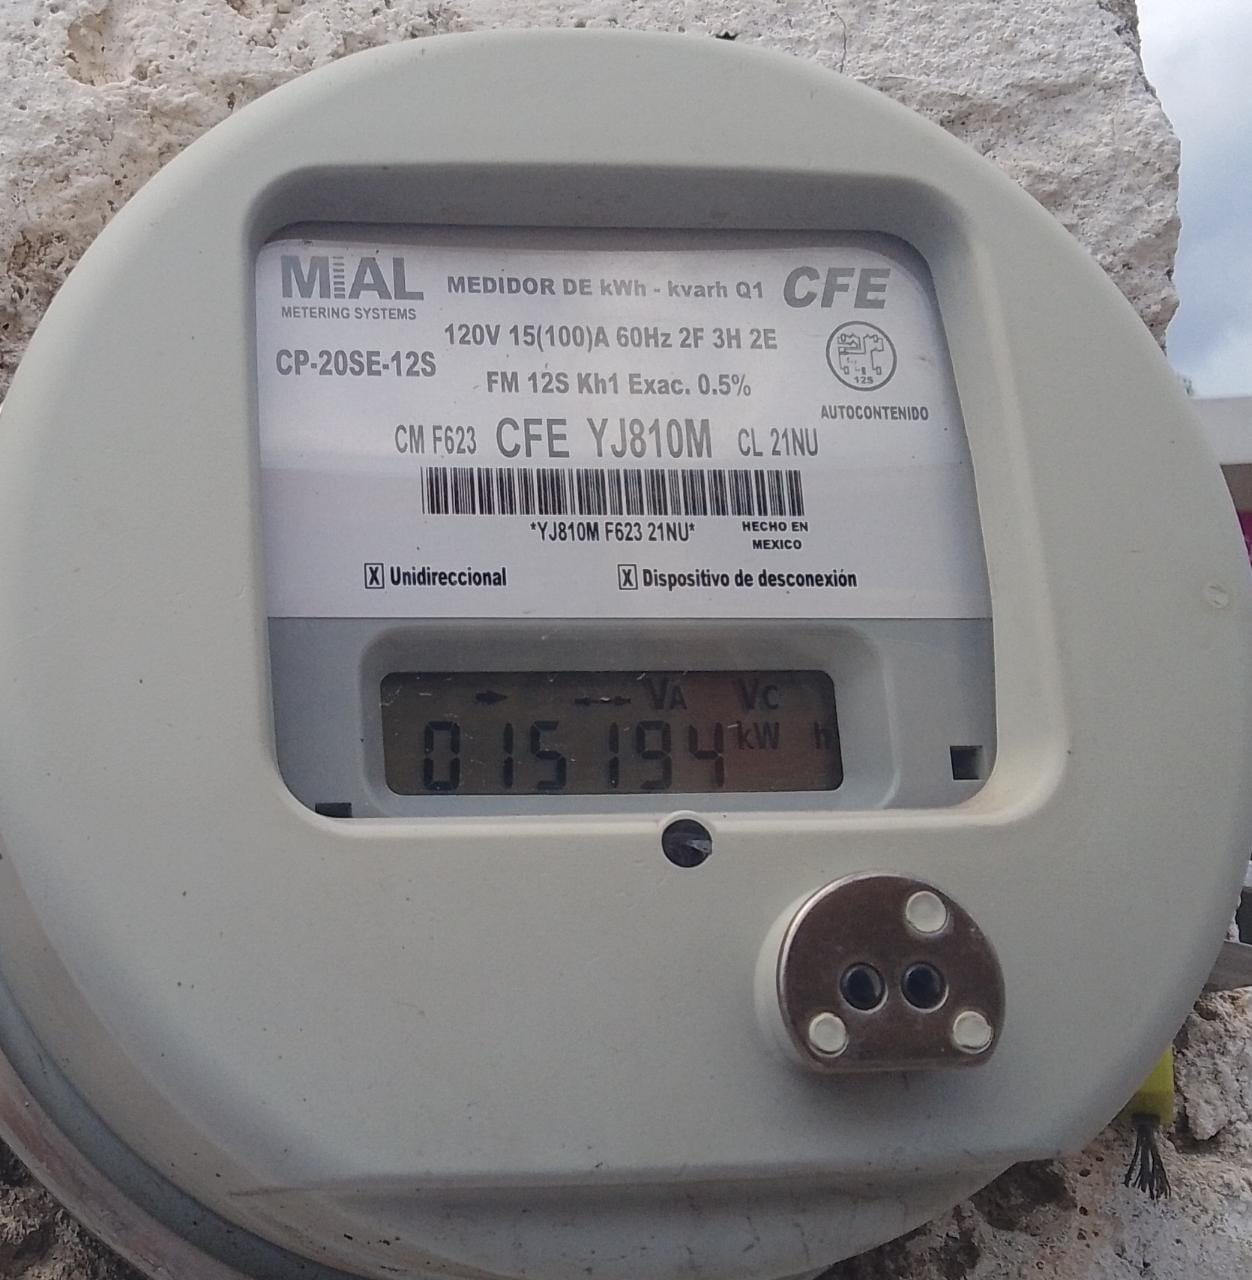 MIAL
METERING SYSTEMS
MEDIDOR DE kWh - kvarh Q1
CFE
120V 15(100)A 60Hz 2F 3H 2E
CP-20SE-12S
FM 12S Kh1 Exac. 0.5%
12S
AUTOCONTENIDO
CM F623 CFE YJ810M CL 21NU
*YJ810M F623 21NU*
HECHO EN
MEXICO
X Unidireccional
X Dispositivo de desconexión
VA VC
015194 kW h